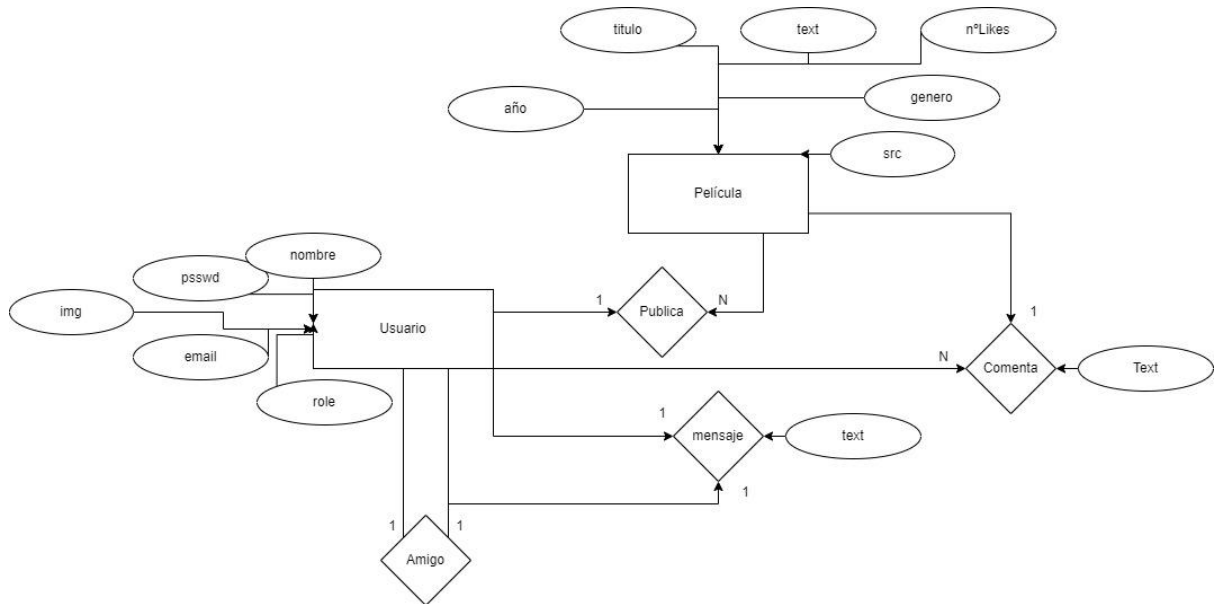 titulo
text
nºLikes
año
genero
src
Película
nombre
psswd
img
Usuario
email
role
1
Publica
N
1
N
Comenta
Text
1
mensaje
text
1
1
1
Amigo